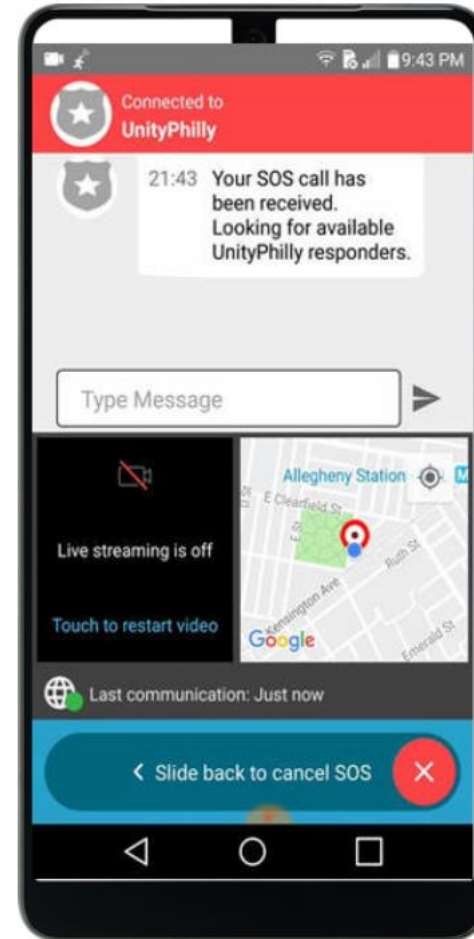 9:43 PM
Connected to
UnityPhilly
21:43 Your SOS call has
been received.
Looking for available
UnityPhilly responders.
Type Message
Live streaming is off
Touch to restart video
Allegheny Station
M
E Clearfield St
E St
Ruth St
Kensington Ave
Emerald St
Google
Last communication: Just now
Slide back to cancel SOS